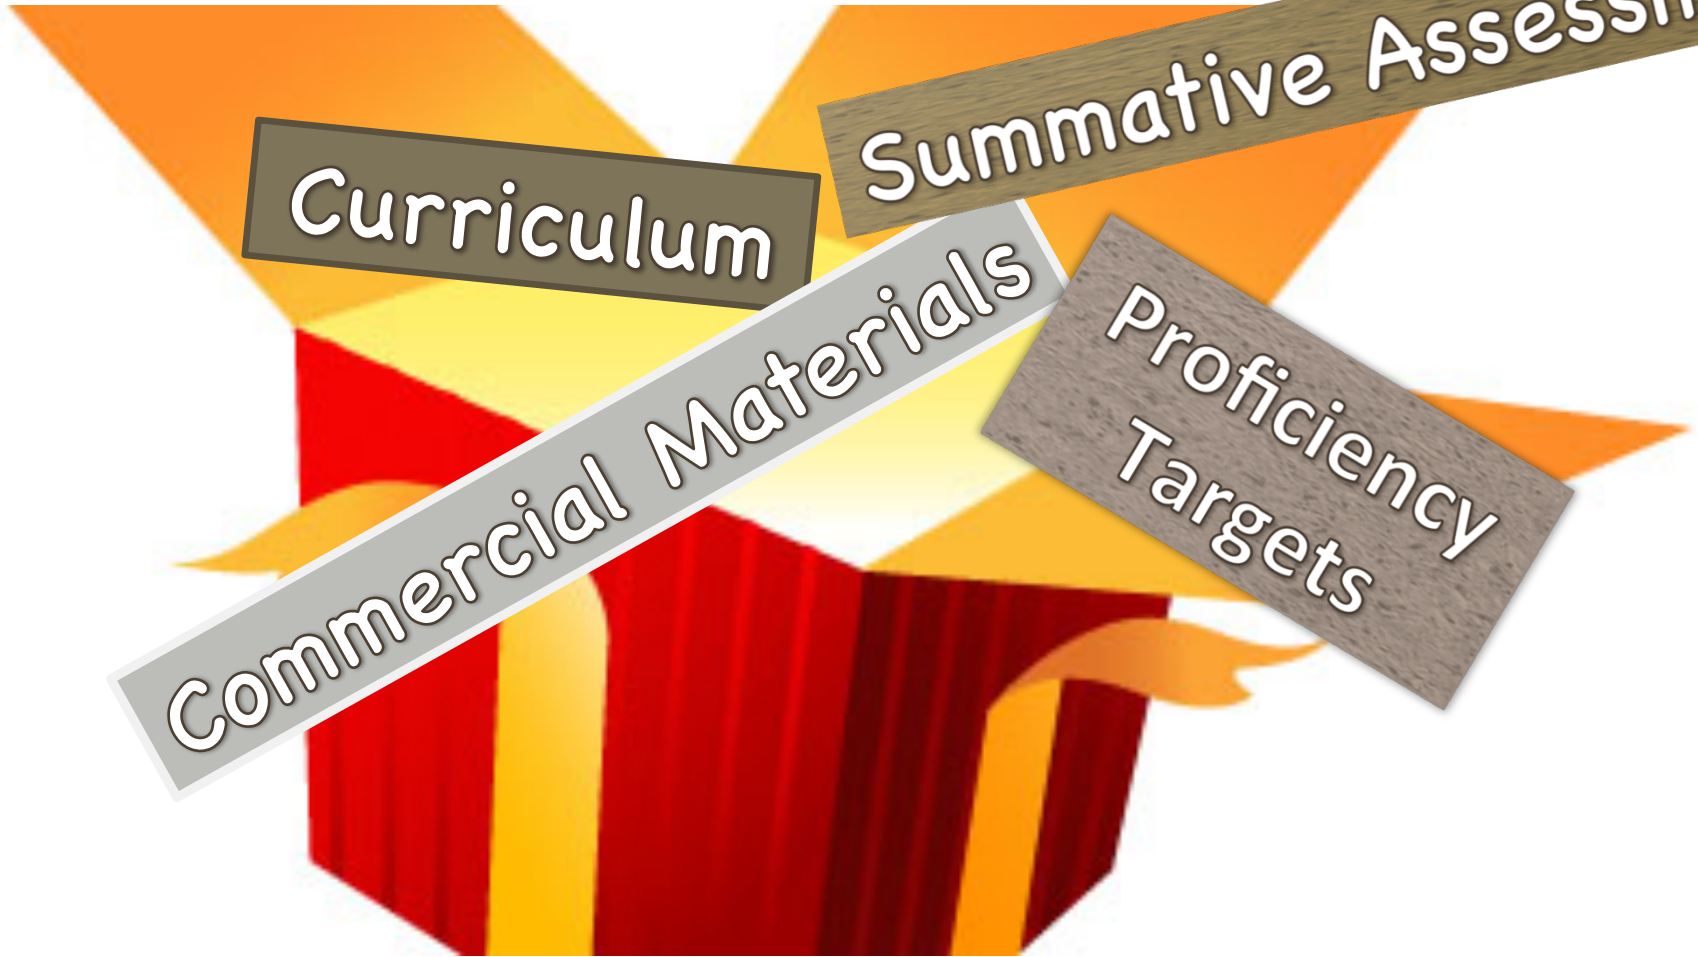 Summative
Curriculum
Commercial Materials
Proficiency
Targets